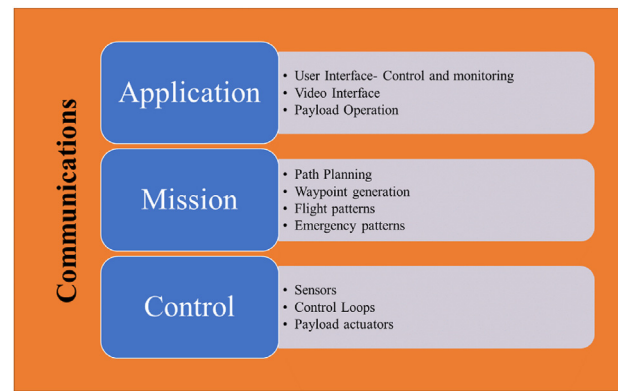 Communications
Application
• User Interface- Control and monitoring
• Video Interface
• Payload Operation
Mission
• Path Planning
• Waypoint generation
• Flight patterns
• Emergency patterns
Control
• Sensors
• Control Loops
• Payload actuators